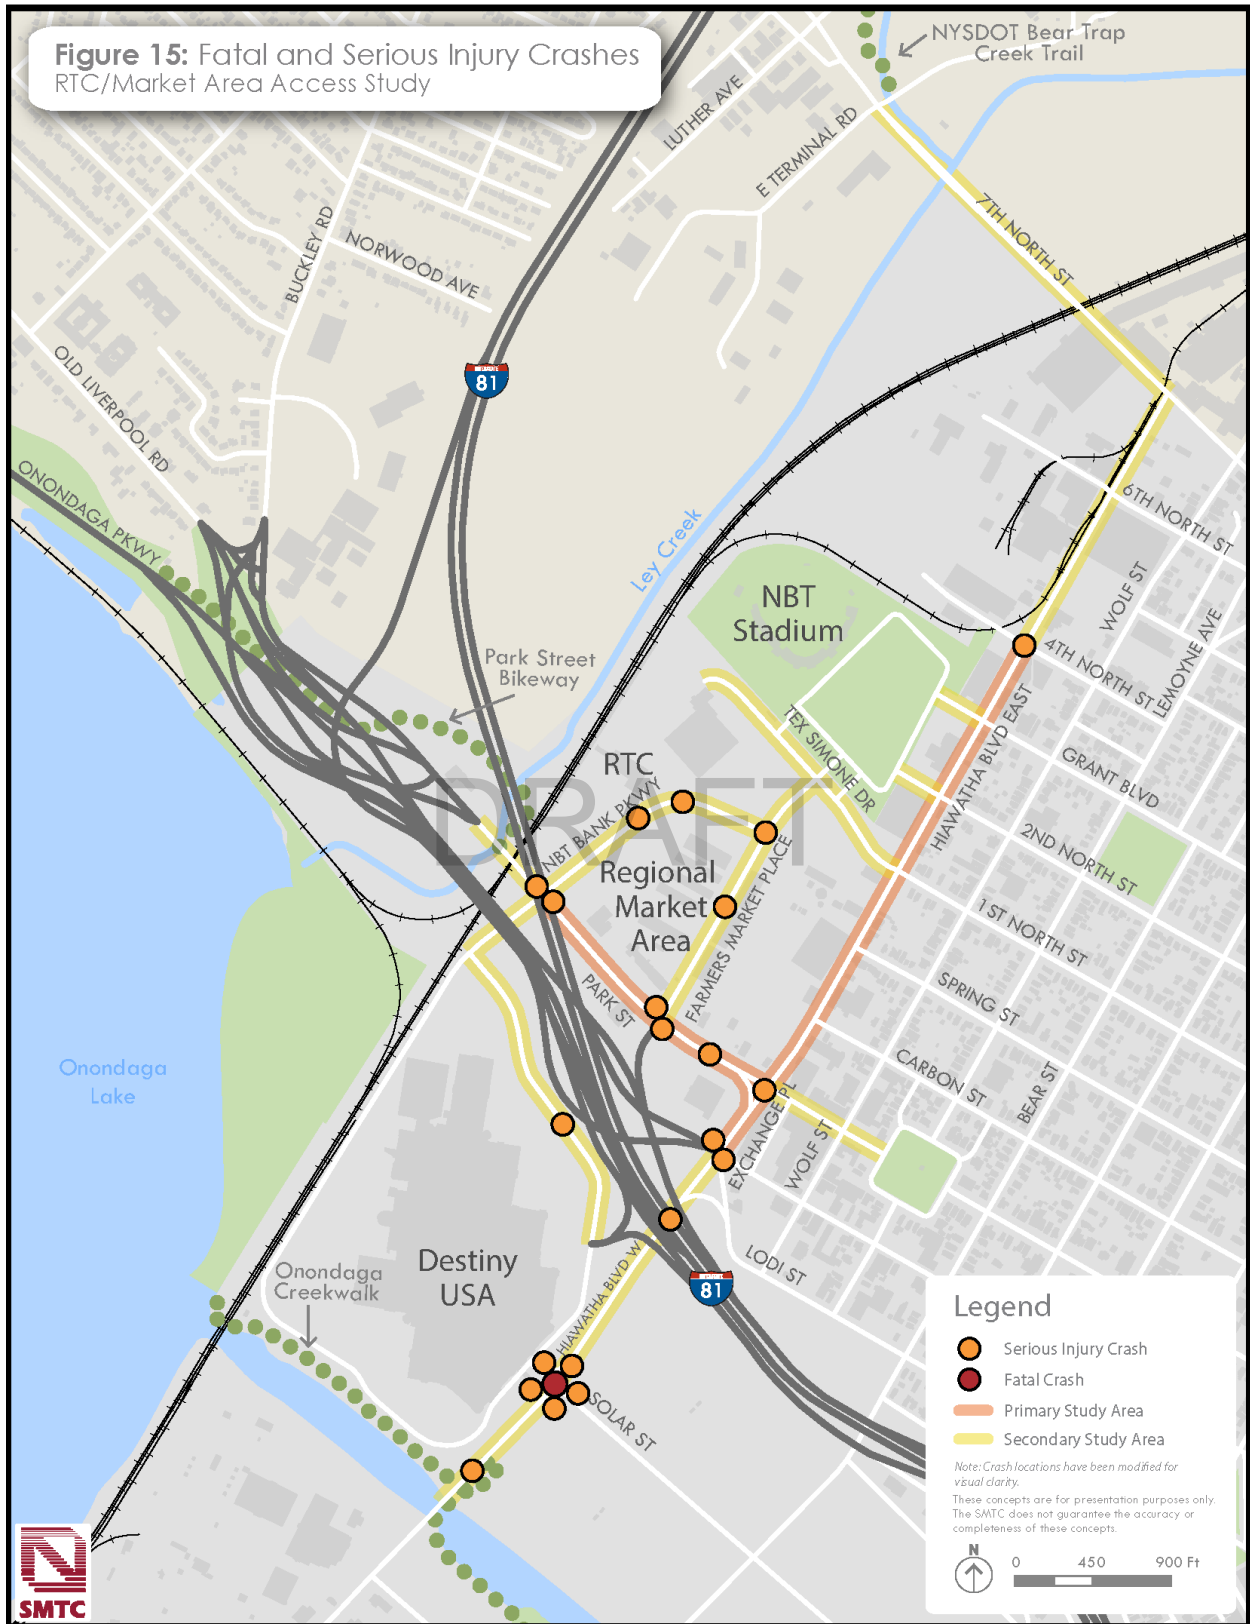 Figure 15: Fatal and Serious Injury Crashes
RTC/Market Area Access Study
NYSDOT Bear Trap
Creek Trail
LUTHER AVE
E TERMINAL RD
7TH NORTH ST
BUCKLEY RD
NORWOOD AVE
81
OLD LIVERPOOL RD
ONONDAGA PKWY
Ley Creek
6TH NORTH ST
WOLF ST
LEMOYNE AVE
NBT
Stadium
4TH NORTH ST
Park Street
Bikeway
TEX SIMONE DR
HIAWATHA BLVD EAST
GRANT BLVD
RTC
DRAFT
NBT BANK PKWY
2ND NORTH ST
Regional
Market
Area
FARMERS MARKET PLACE
1ST NORTH ST
PARK ST
SPRING ST
CARBON ST
BEAR ST
Onondaga
Lake
EXCHANGE PL
WOLF ST
Destiny
USA
HIAWATHA BLVD W
LODI ST
81
Onondaga
Creekwalk
SOLAR ST
Legend
Serious Injury Crash
Fatal Crash
Primary Study Area
Secondary Study Area
Note: Crash locations have been modified for
visual clarity.
These concepts are for presentation purposes only.
The SMTC does not guarantee the accuracy or
completeness of these concepts.
N
0 450 900 Ft
SMTC